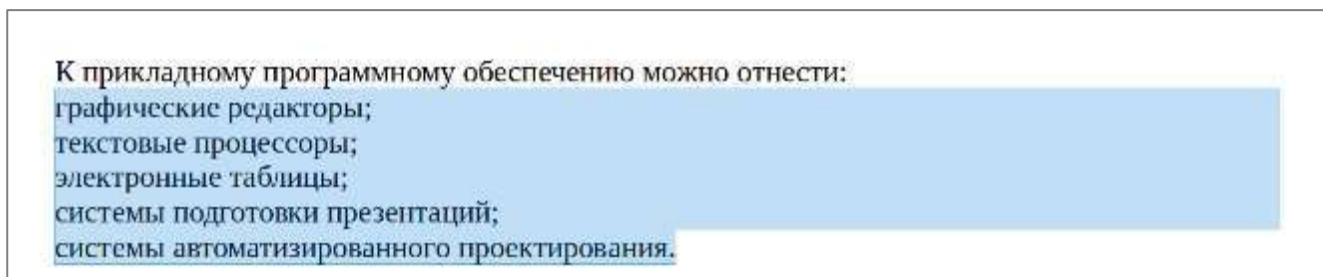 К прикладному программному обеспечению можно отнести:
графические редакторы;
текстовые процессоры;
электронные таблицы;
системы подготовки презентаций;
системы автоматизированного проектирования.